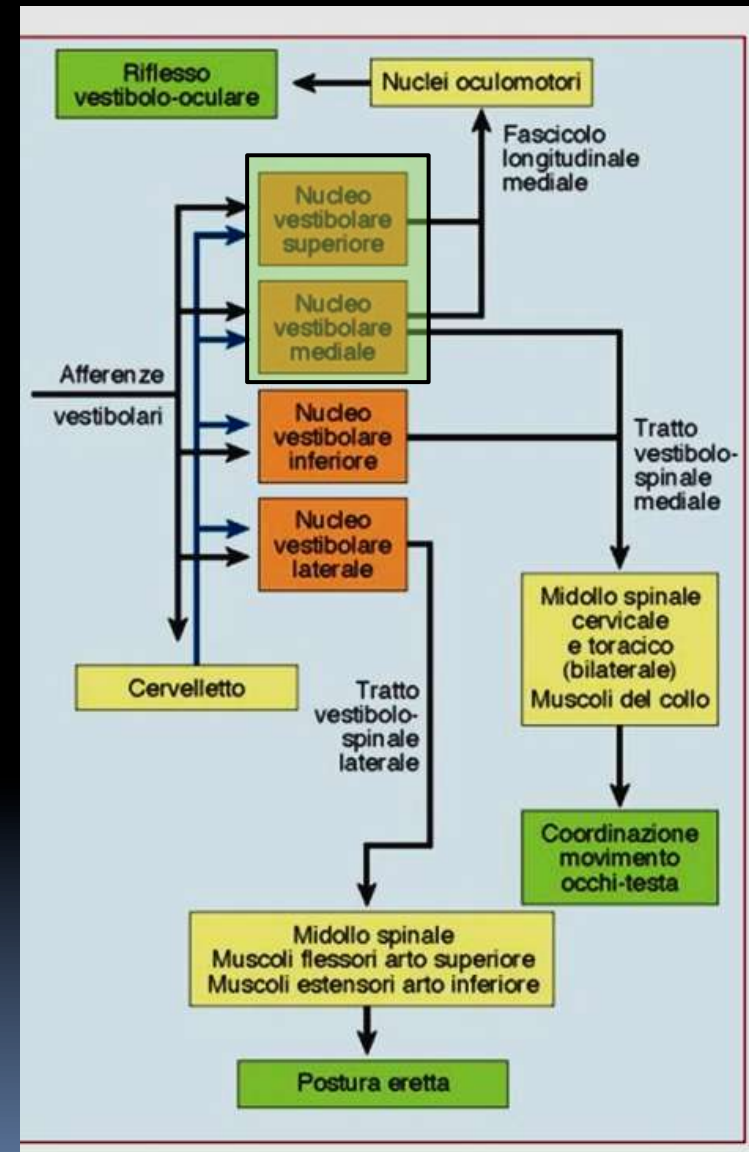 Riflesso
vestibolo-oculare
Nuclei oculomotori
Fascicolo
longitudinale
mediale
Nucleo
vestibolare
superiore
Nucleo
vestibolare
mediale
Afferenze
vestibolari
Nucleo
vestibolare
inferiore
Tratto
vestibolo-
spinale
mediale
Nucleo
vestibolare
laterale
Midollo spinale
cervicale
e toracico
(bilaterale)
Muscoli del collo
Cervelletto
Tratto
vestibolo-
spinale
laterale
Coordinazione
movimento
occhi-testa
Midollo spinale
Muscoli flessori arto superiore
Muscoli estensori arto inferiore
Postura eretta